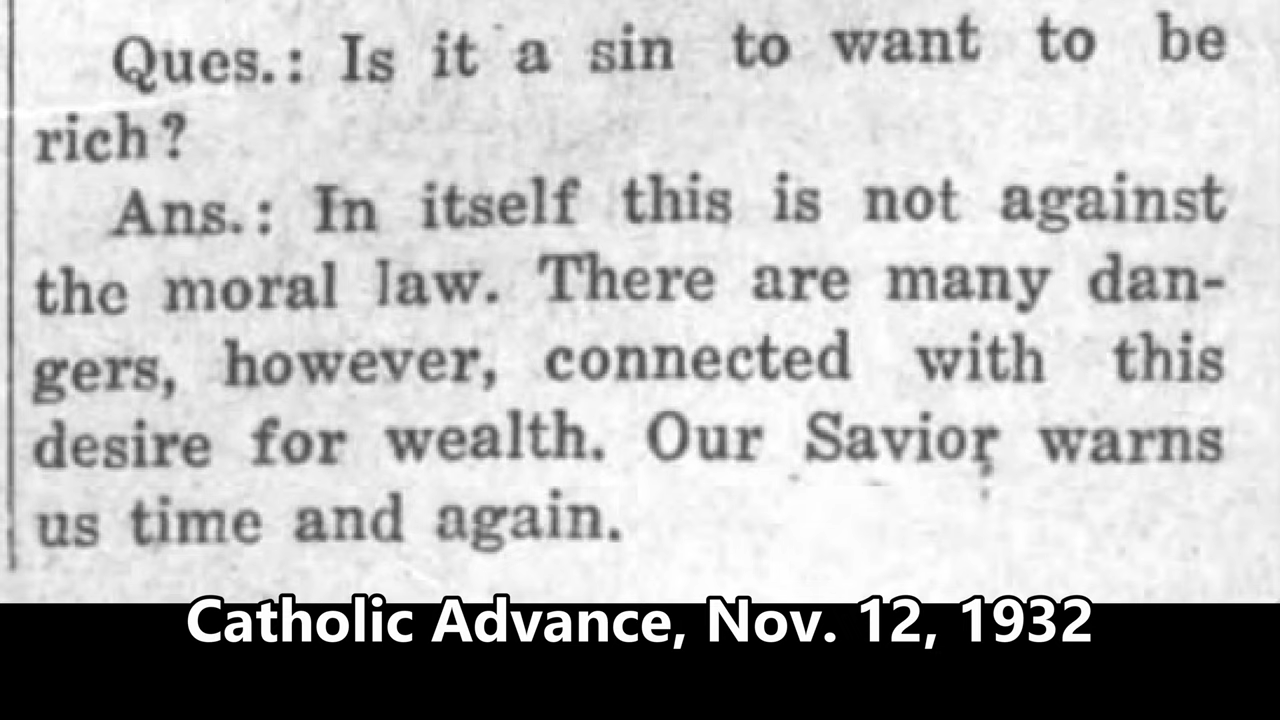 Ques.: Is it a sin to want to be
rich?
Ans.: In itself this is not against
the moral law. There are many dan-
gers, however, connected with this
desire for wealth. Our Savior warns
us time and again.
Catholic Advance, Nov. 12, 1932